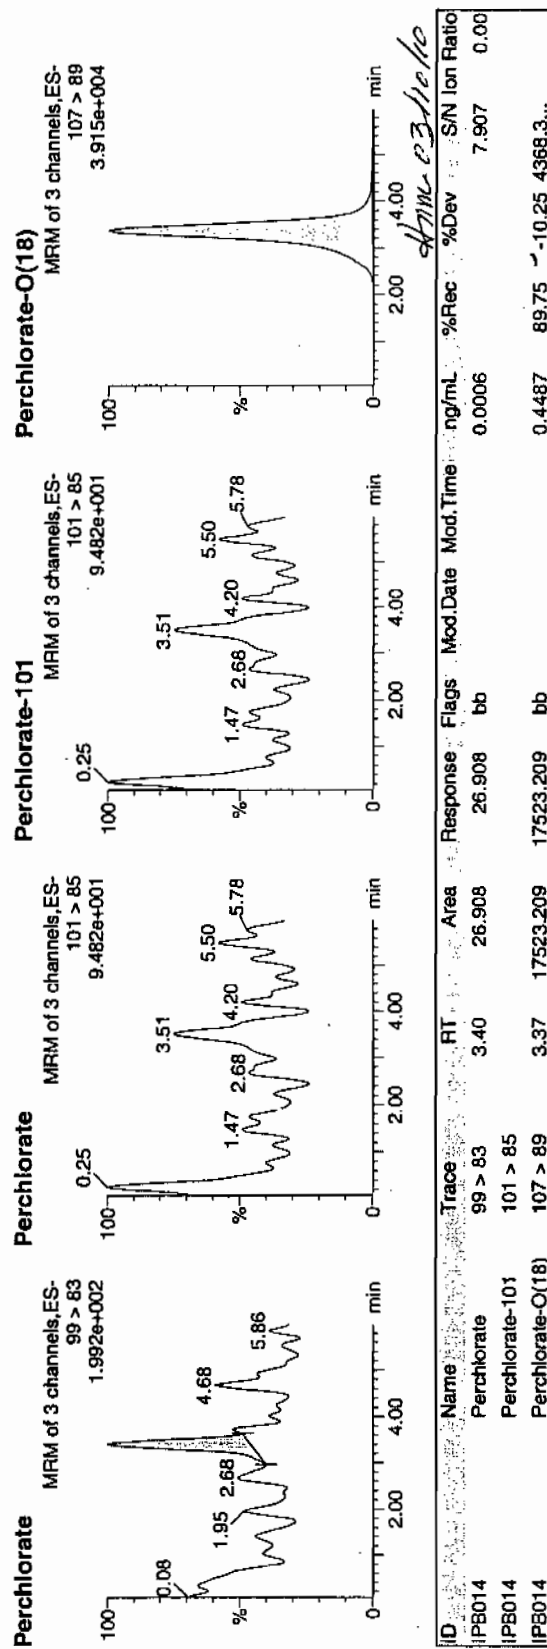 Perchlorate
MRM of 3 channels,ES-
99 > 83
1.992e+002
100
%
0
0.08
1.95
2.68
4.68
5.86
2.00
4.00
min
Perchlorate
MRM of 3 channels,ES-
101 > 85
9.482e+001
100
%
0
0.25
1.47
2.68
3.51
4.20
5.50
5.78
2.00
4.00
min
Perchlorate-101
MRM of 3 channels,ES-
101 > 85
9.482e+001
100
%
0
0.25
1.47
2.68
3.51
4.20
5.50
5.78
2.00
4.00
min
Perchlorate-O(18)
MRM of 3 channels,ES-
107 > 89
3.915e+004
100
%
0
2.00
4.00
min
03/10/10
ID Name Trace RT Area Response Flags Mod.Date Mod.Time ng/mL %Rec %Dev S/N Ion Ratio
IPB014 Perchlorate 99 > 83 3.40 26.908 26.908 bb 0.0006 7.907 0.00
IPB014 Perchlorate-101 101 > 85
IPB014 Perchlorate-O(18) 107 > 89 3.37 17523.209 17523.209 bb 0.4487 89.75 -10.25 4368.3...